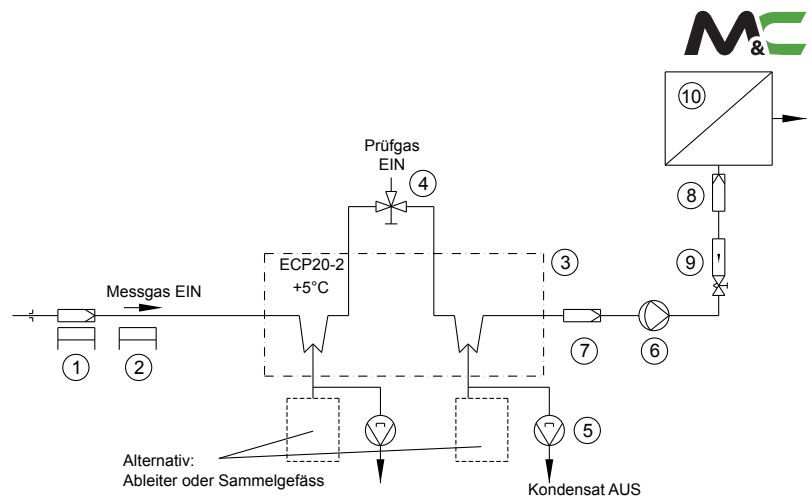 M&C
10
Prüfgas
EIN
4
8
ECP20-2
+5°C
3
9
Messgas EIN
1
2
7
6
5
Alternativ:
Ableiter oder Sammelgefäss
Kondensat AUS